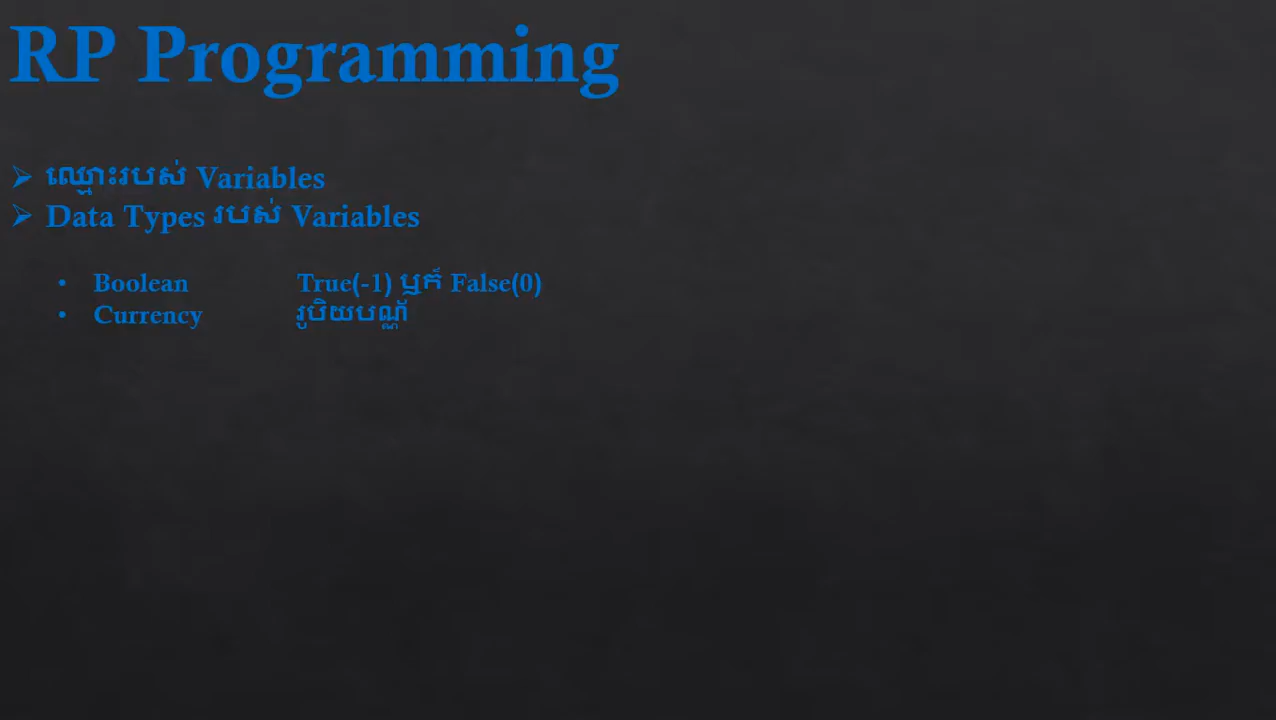 RP Programming
➢ ឈ្មោះរបស់ Variables
➢ Data Types របស់ Variables
• Boolean True(-1) ឬក៏ False(0)
• Currency រូបិយបណ្ណ័